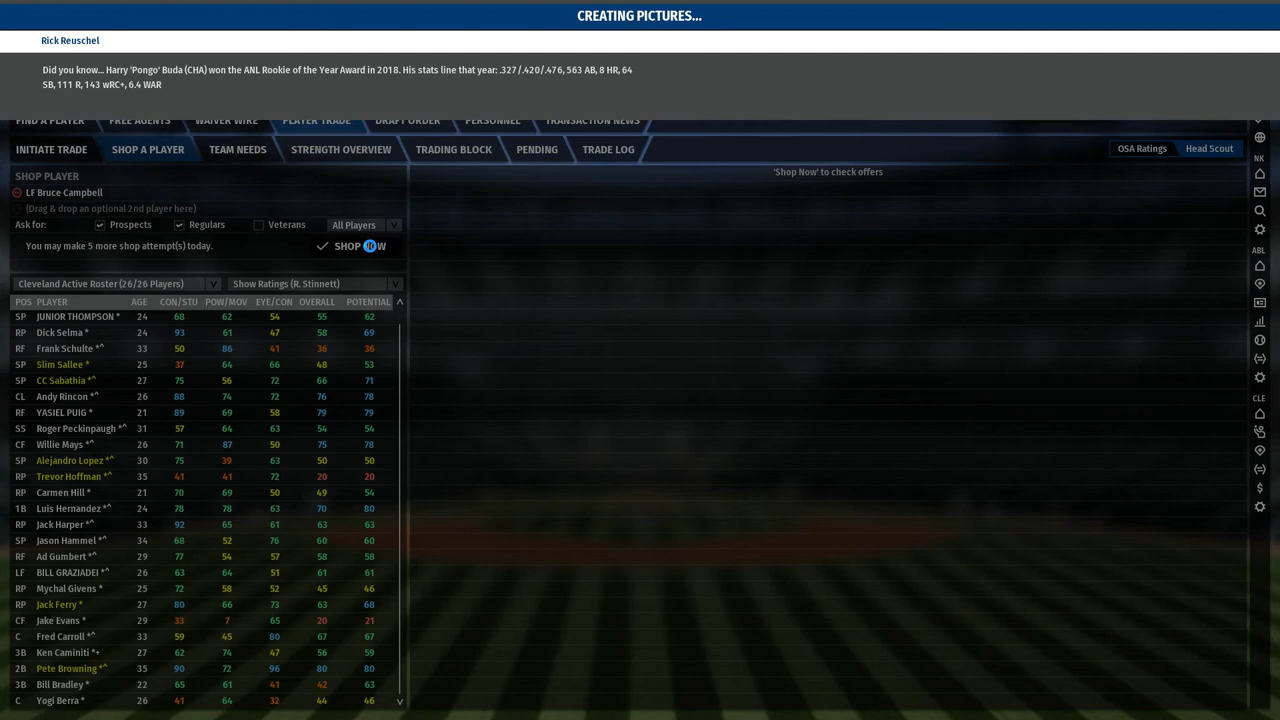 CREATING PICTURES...
Rick Reuschel
Did you know... Harry 'Pongo' Buda (CHA) won the ANL Rookie of the Year Award in 2018. His stats line that year: .327/.420/.476, 563 AB, 8 HR, 64
SB, 111 R, 143 wRC+, 6.4 WAR
FIND A PLAYER FREE AGENTS WAIVER WIRE PLAYER TRADE DRAFT ORDER PERSONNEL TRANSACTION NEWS
INITIATE TRADE SHOP A PLAYER TEAM NEEDS STRENGTH OVERVIEW TRADING BLOCK PENDING TRADE LOG OSA Ratings Head Scout
NK
SHOP PLAYER
'Shop Now' to check offers
LF Bruce Campbell
(Drag & drop an optional 2nd player here)
Ask for: Prospects Regulars Veterans All Players
You may make 5 more shop attempt(s) today. SHOP NOW
ABL
Cleveland Active Roster (26/26 Players) Show Ratings (R. Stinnett)
POS PLAYER AGE CON/STU POW/MOV EYE/CON OVERALL POTENTIAL
SP JUNIOR THOMPSON * 24 68 62 54 55 62
RP Dick Selma * 24 93 61 47 58 69
RF Frank Schulte *^ 33 50 86 41 36 36
SP Slim Sallee * 25 37 64 66 48 53
SP CC Sabathia *^ 27 75 56 72 66 71
CL Andy Rincon *^ 26 88 74 72 76 78
CLE
RF YASIEL PUIG * 21 89 69 58 79 79
SS Roger Peckinpaugh *^ 31 57 64 63 54 54
CF Willie Mays *^ 26 71 87 50 75 78
SP Alejandro Lopez *^ 30 75 39 63 50 50
RP Trevor Hoffman *^ 35 41 41 72 20 20
RP Carmen Hill * 21 70 69 50 49 54
1B Luis Hernandez *^ 24 78 78 63 70 80
RP Jack Harper *^ 33 92 65 61 63 63
SP Jason Hammel *^ 34 68 52 76 60 60
RF Ad Gumbert *^ 29 77 54 57 58 58
LF BILL GRAZIADEI *^ 26 63 64 51 61 61
RP Mychal Givens * 25 72 58 52 45 46
RP Jack Ferry * 27 80 66 73 63 68
CF Jake Evans * 29 33 7 65 20 21
C Fred Carroll *^ 33 59 45 80 67 67
3B Ken Caminiti *+ 27 62 74 47 56 59
2B Pete Browning *^ 35 90 72 96 80 80
3B Bill Bradley * 22 65 61 41 42 63
C Yogi Berra * 26 41 64 32 44 46